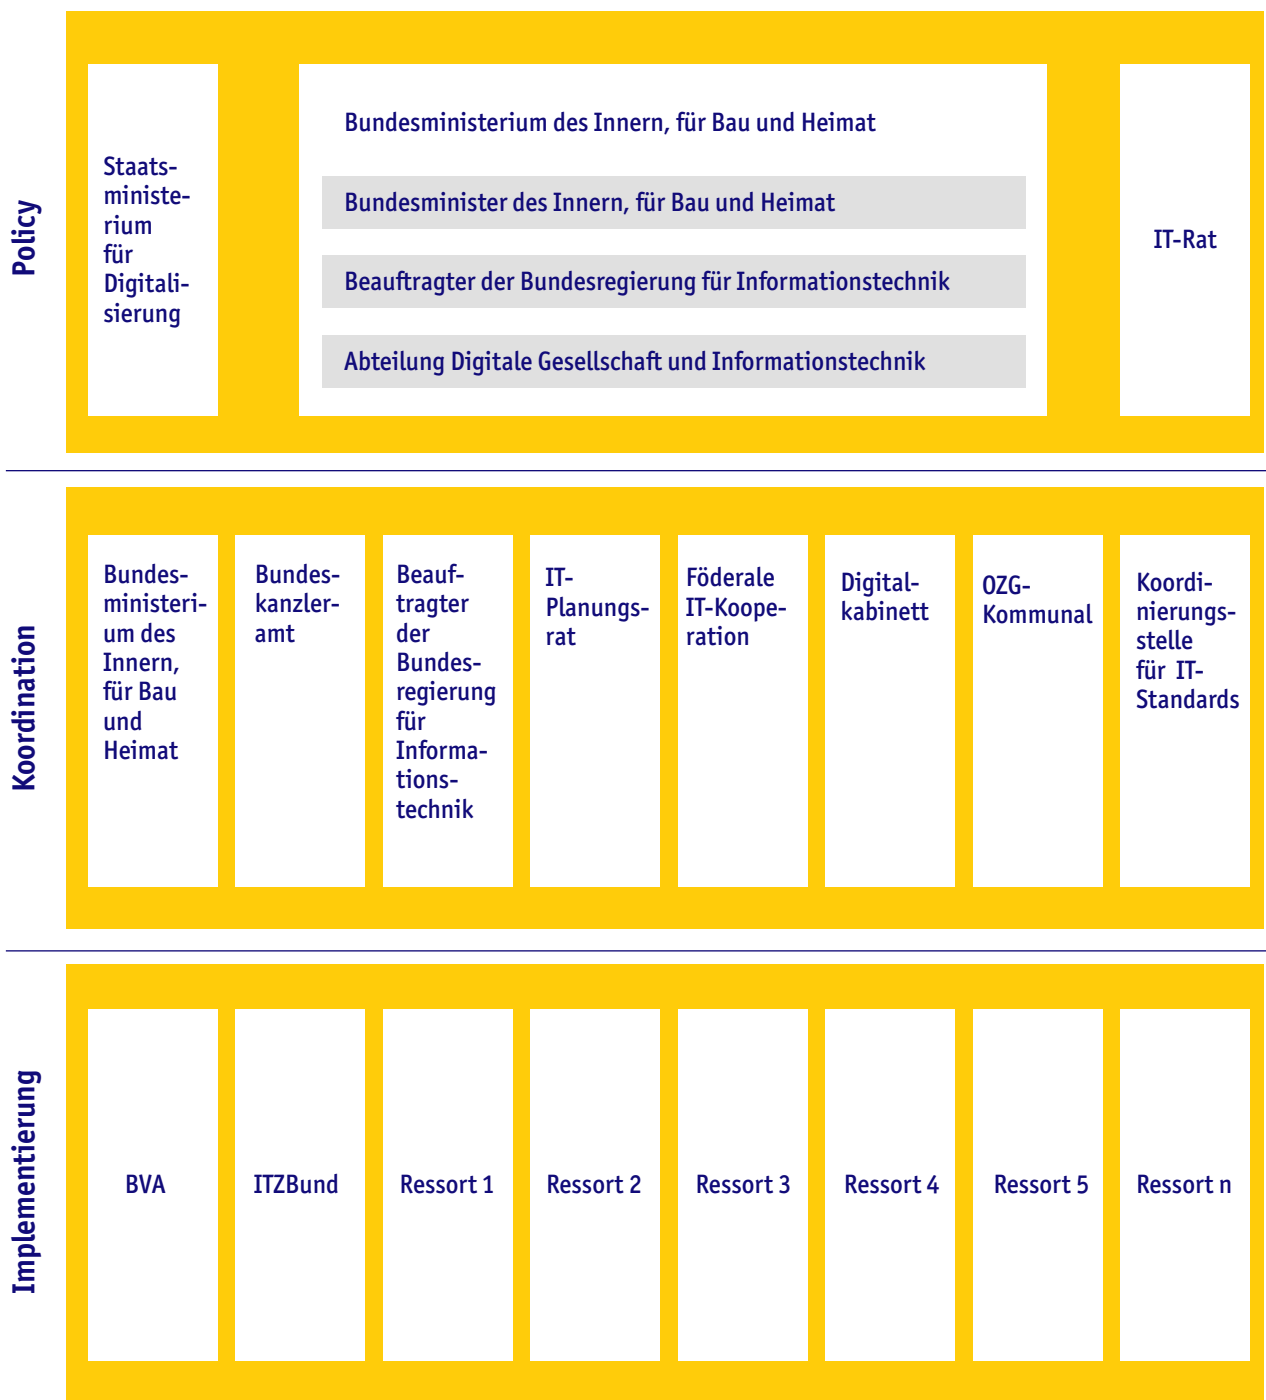 Policy
Staats-
ministe-
rium
für
Digitali-
sierung
Bundesministerium des Innern, für Bau und Heimat
Bundesminister des Innern, für Bau und Heimat
Beauftragter der Bundesregierung für Informationstechnik
Abteilung Digitale Gesellschaft und Informationstechnik
IT-Rat
Koordination
Bundes-
ministeri-
um des
Innern,
für Bau
und
Heimat
Bundes-
kanzler-
amt
Beauf-
tragter
der
Bundes-
regierung
für
Informa-
tions-
technik
IT-
Planungs-
rat
Föderale
IT-Koope-
ration
Digital-
kabinett
OZG-
Kommunal
Koordi-
nierungs-
stelle
für IT-
Standards
Implementierung
BVA
ITZBund
Ressort 1
Ressort 2
Ressort 3
Ressort 4
Ressort 5
Ressort n